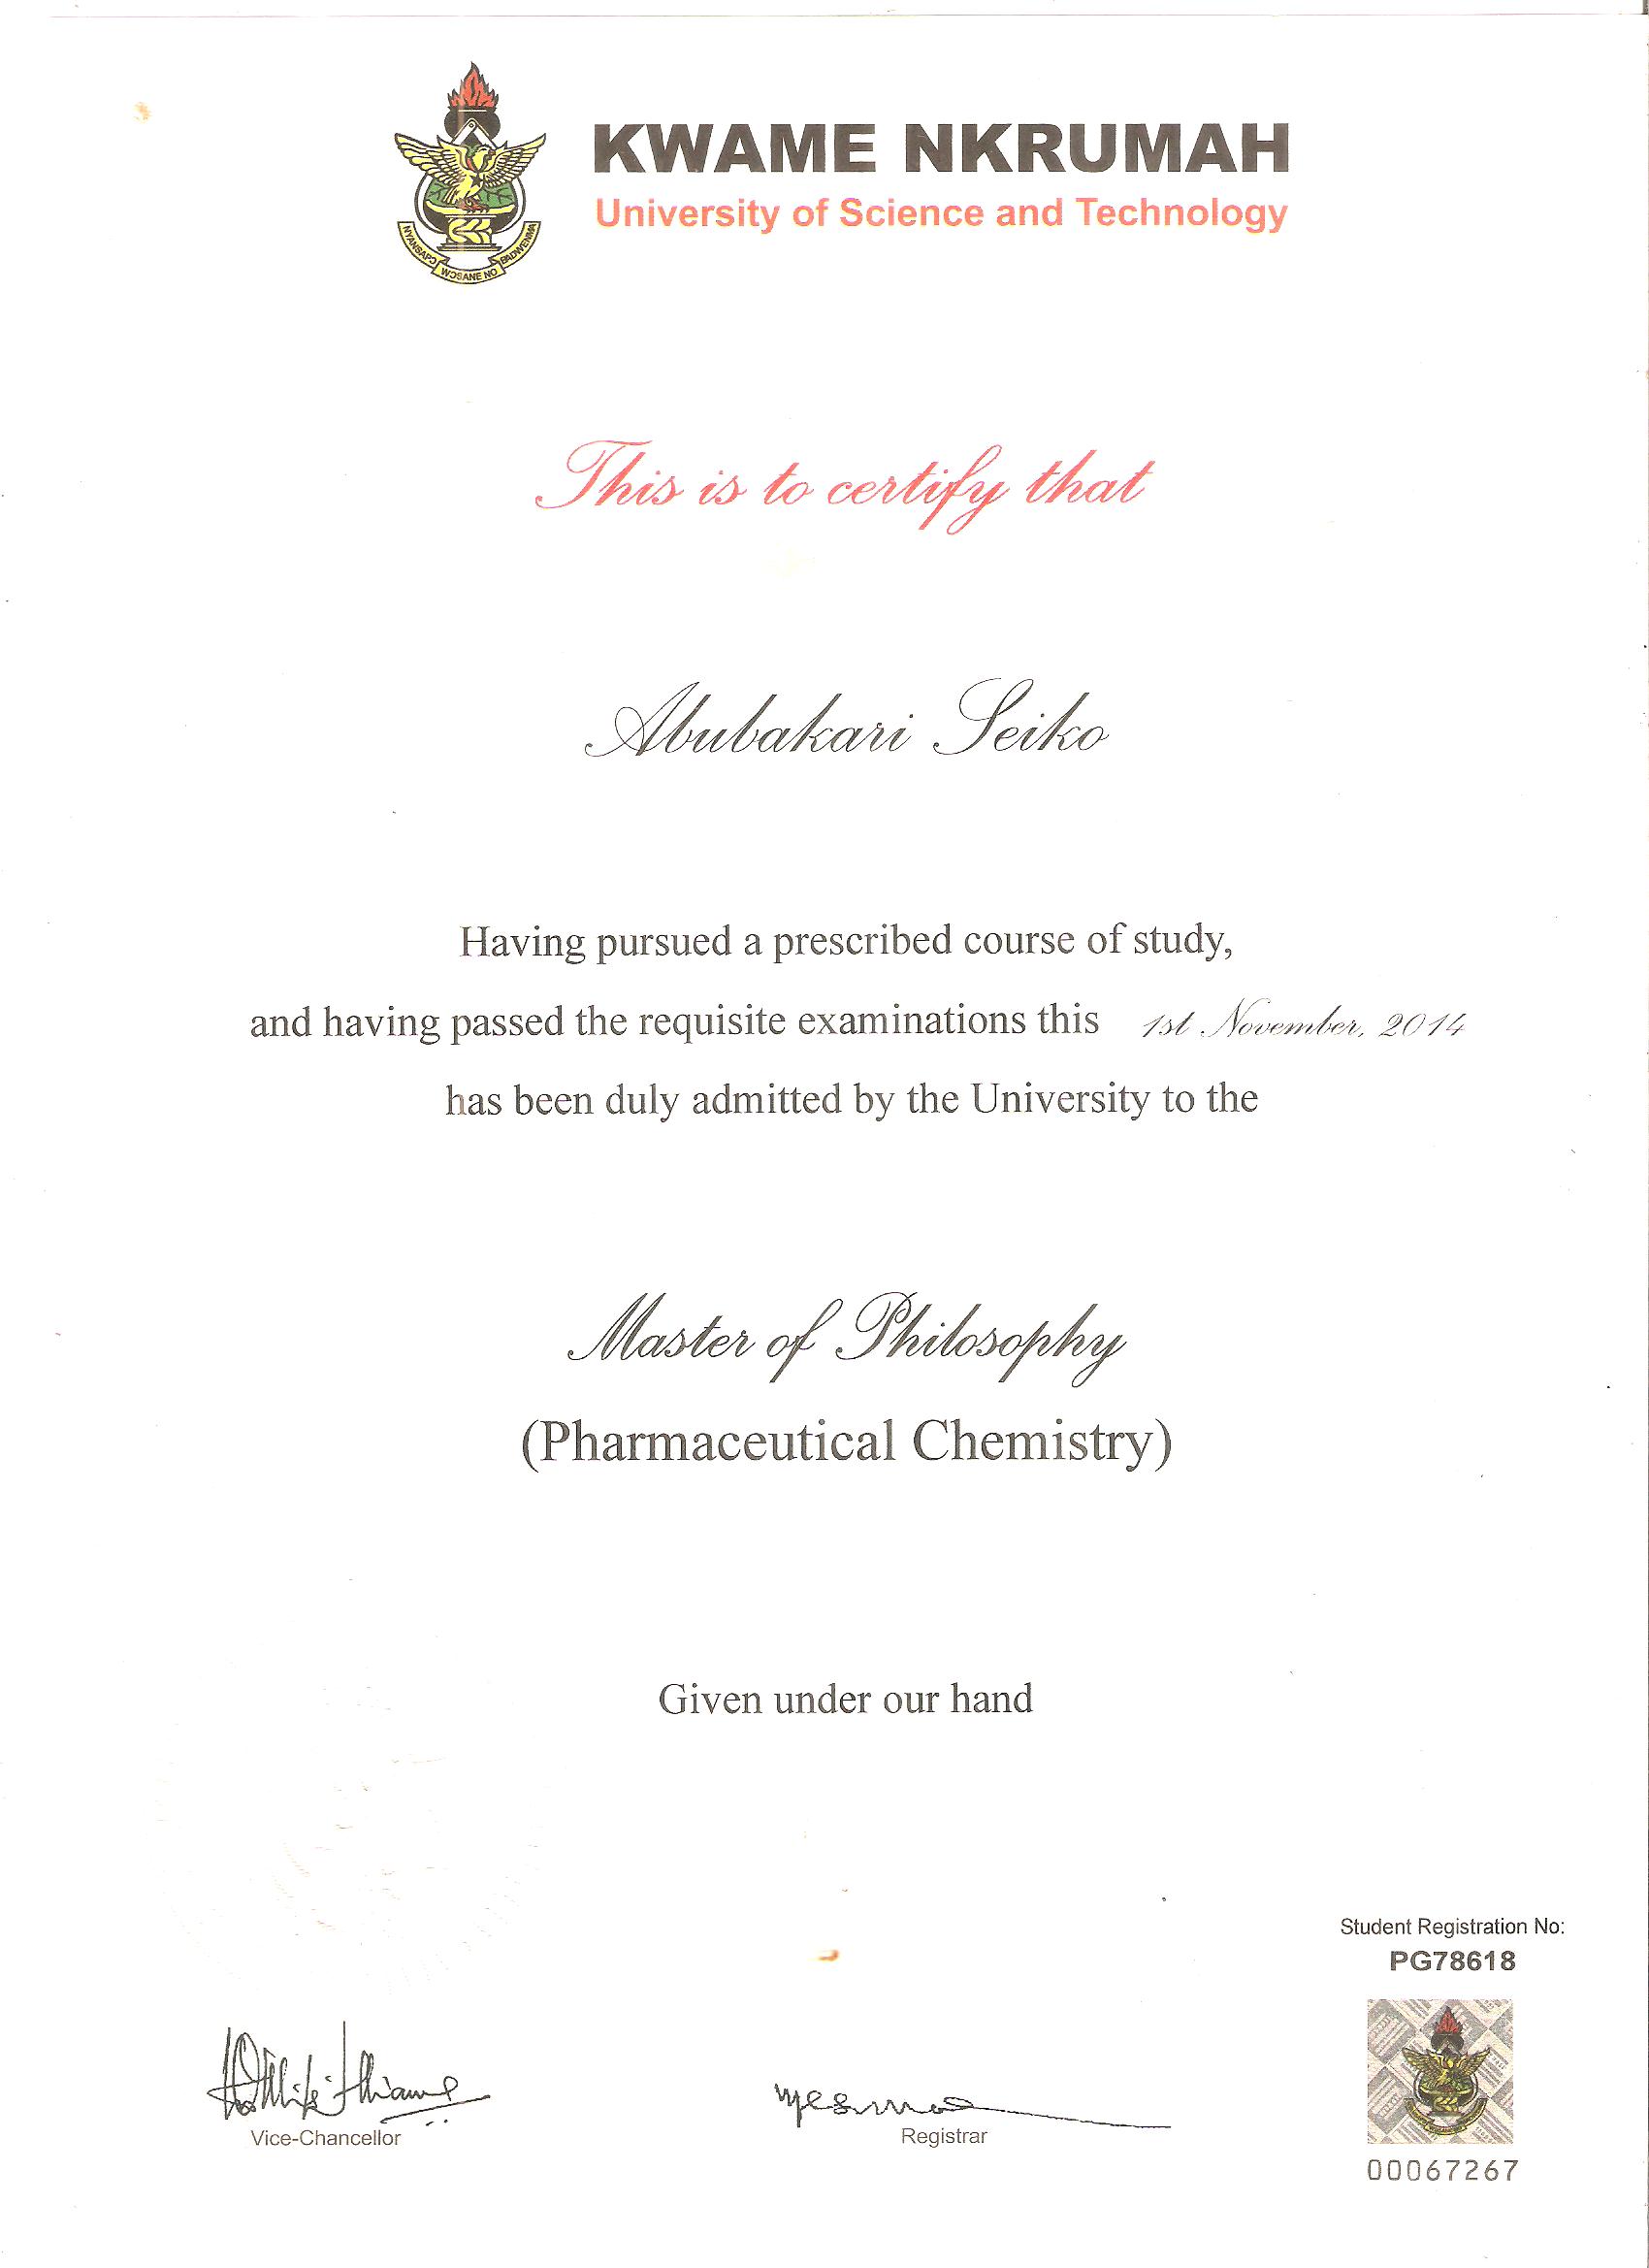 KWAME NKRUMAH
University of Science and Technology
NYANSAPƆ WƆSANE NO BADWENMA
This is to certify that
Abubakari Seiko
Having pursued a prescribed course of study,
and having passed the requisite examinations this 1st November, 2014
has been duly admitted by the University to the
Master of Philosophy
(Pharmaceutical Chemistry)
Given under our hand
Student Registration No:
PG78618
Vice-Chancellor
Registrar
00067267